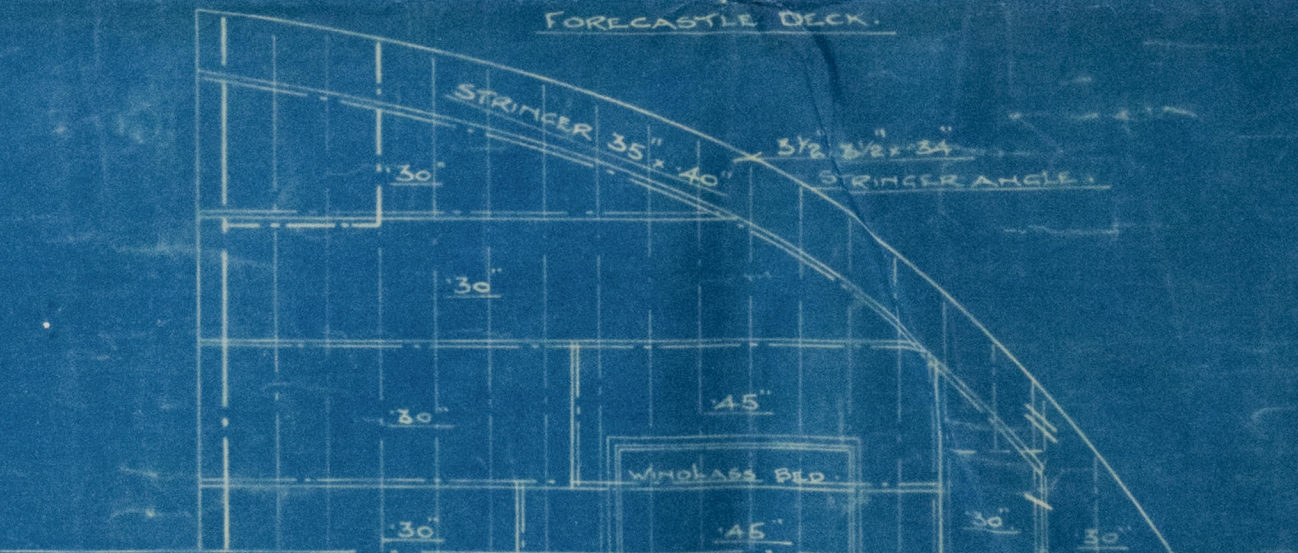 FORECASTLE DECK.
STRINGER 35" × ·40"
3½" 3½" × ·34"
STRINGER ANGLE.
·30"
·30"
·30"
·45"
WINDLASS BED.
·30"
·45"
·30"
·30"